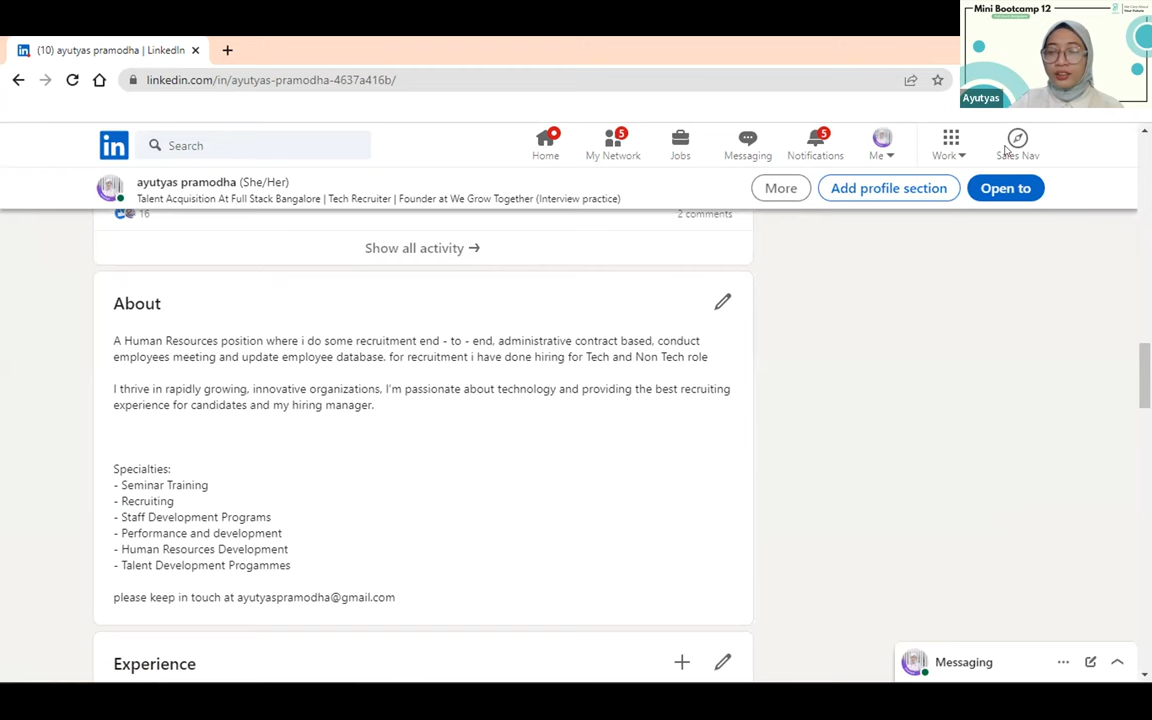 Mini Bootcamp 12
Ayutyas
(10) ayutyas pramodha | LinkedIn
linkedin.com/in/ayutyas-pramodha-4637a416b/
in
Search
Home
5
My Network
Jobs
Messaging
5
Notifications
Me
Work
Sales Nav
ayutyas pramodha (She/Her)
Talent Acquisition At Full Stack Bangalore | Tech Recruiter | Founder at We Grow Together (Interview practice)
More
Add profile section
Open to
16
2 comments
Show all activity →
About
A Human Resources position where i do some recruitment end - to - end, administrative contract based, conduct
employees meeting and update employee database. for recruitment i have done hiring for Tech and Non Tech role
I thrive in rapidly growing, innovative organizations, I'm passionate about technology and providing the best recruiting
experience for candidates and my hiring manager.
Specialties:
- Seminar Training
- Recruiting
- Staff Development Programs
- Performance and development
- Human Resources Development
- Talent Development Progammes
please keep in touch at ayutyaspramodha@gmail.com
Experience
Messaging